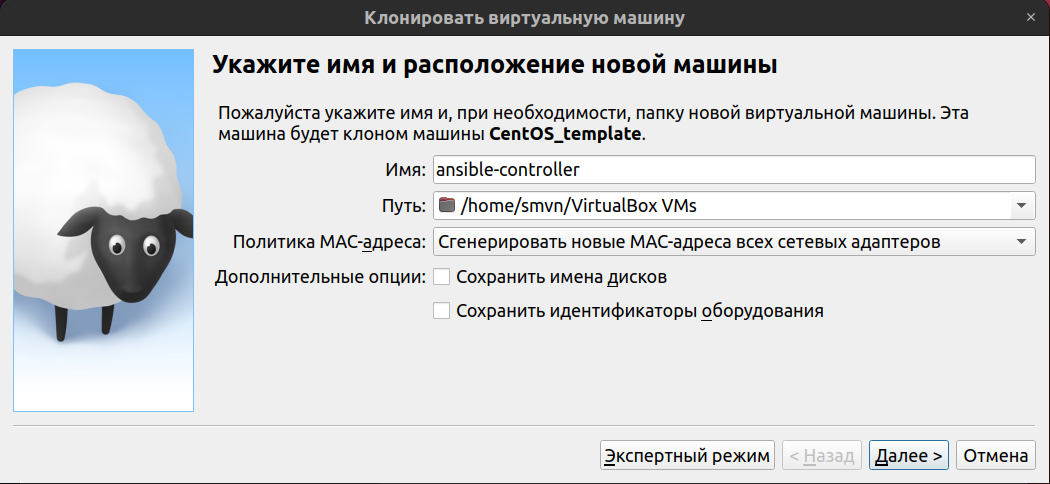 Клонировать виртуальную машину
Укажите имя и расположение новой машины
Пожалуйста укажите имя и, при необходимости, папку новой виртуальной машины. Эта
машина будет клоном машины CentOS_template.
Имя: ansible-controller
Путь: /home/smvn/VirtualBox VMs
Политика MAC-адреса: Сгенерировать новые MAC-адреса всех сетевых адаптеров
Дополнительные опции: Сохранить имена дисков
Сохранить идентификаторы оборудования
Экспертный режим < Назад Далее > Отмена